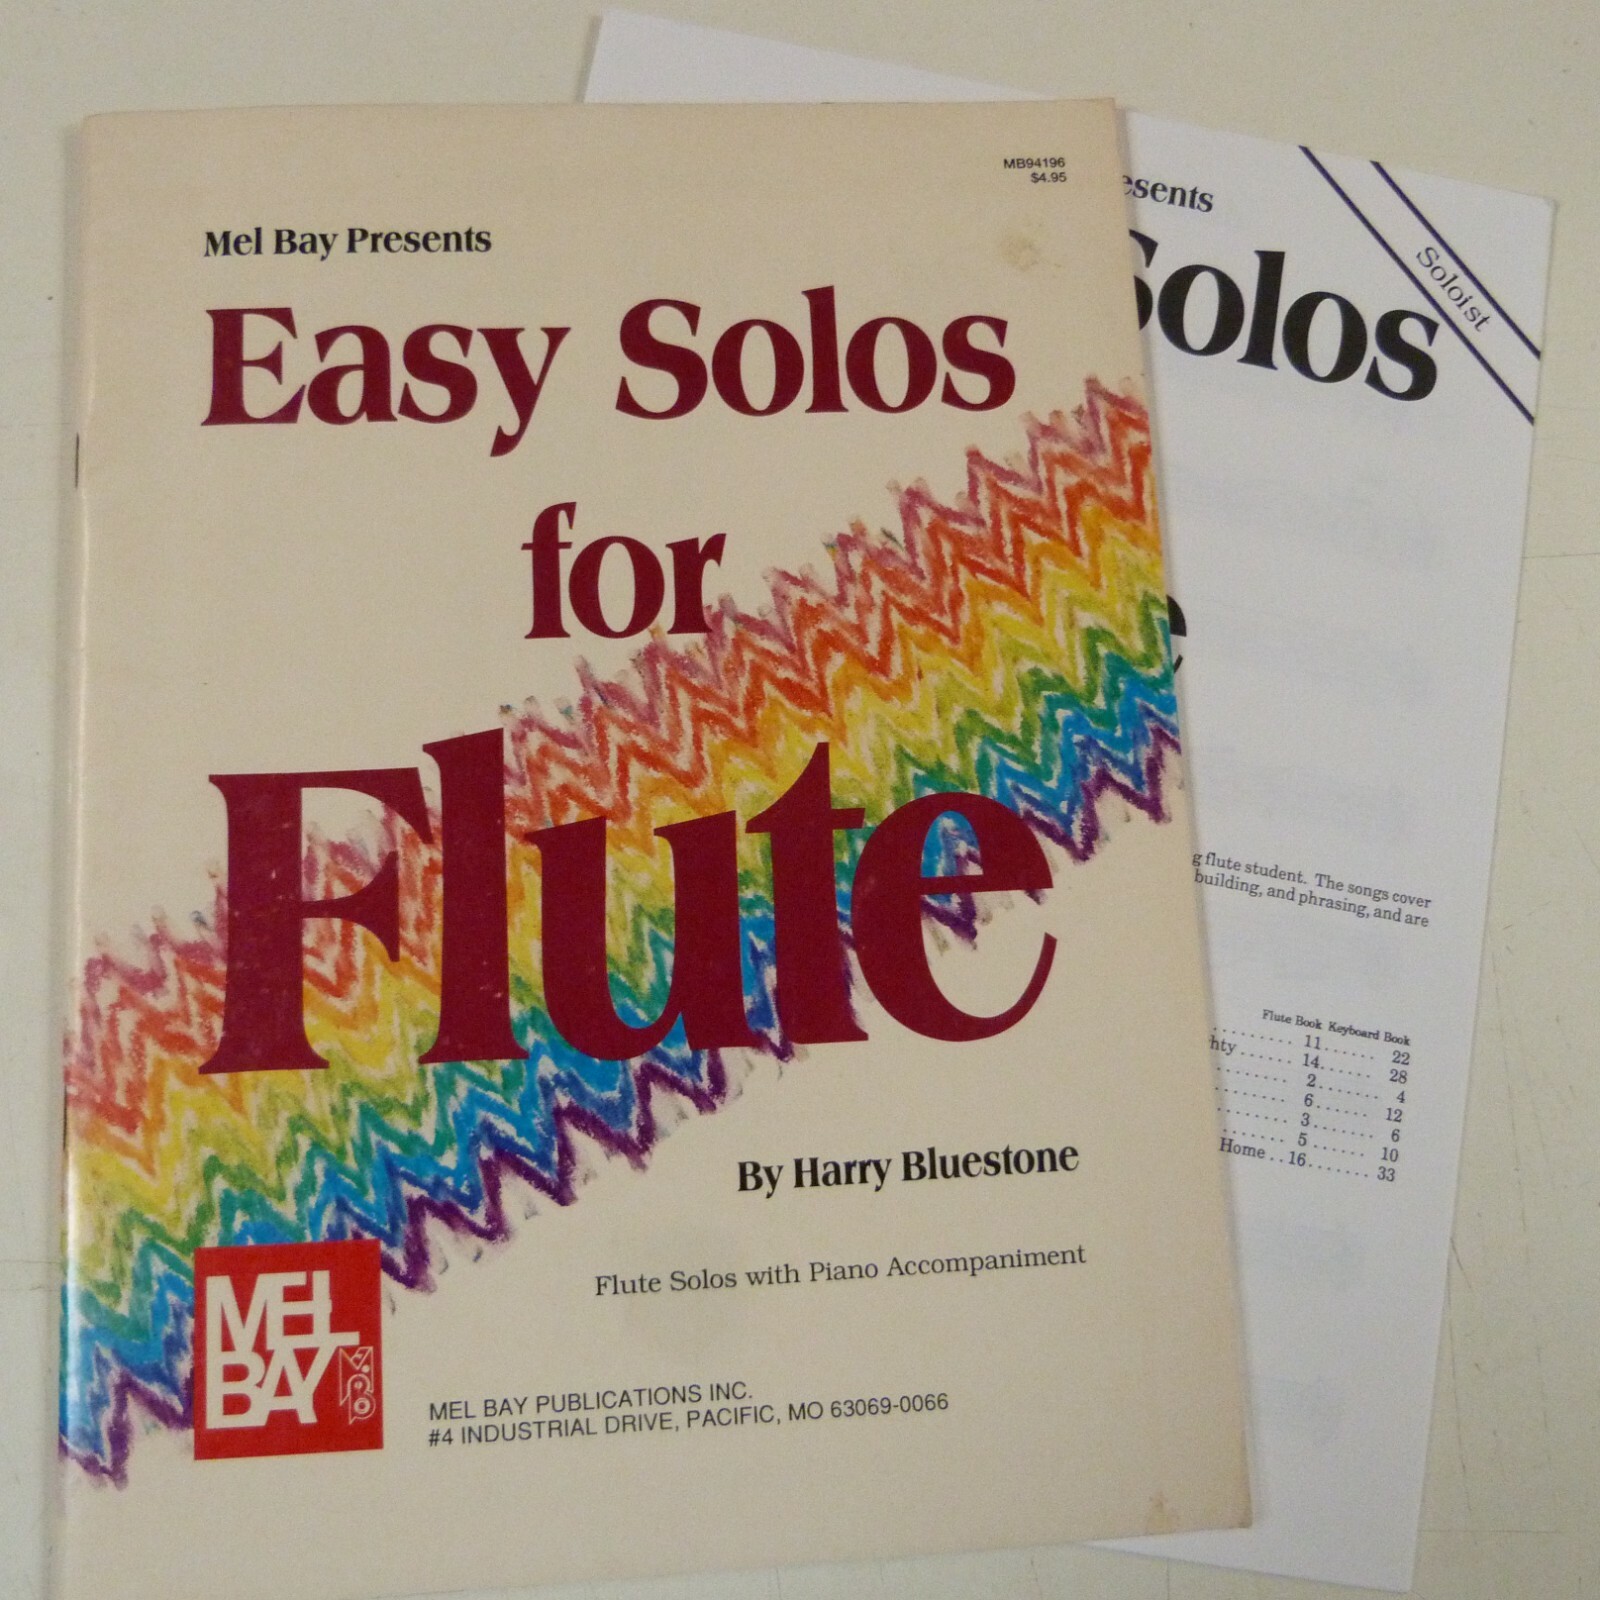 MB94196
$4.95
Mel Bay Presents
Easy Solos
for
Flute
By Harry Bluestone
Flute Solos with Piano Accompaniment
MEL BAY
MEL BAY PUBLICATIONS INC.
#4 INDUSTRIAL DRIVE, PACIFIC, MO 63069-0066
esents
Solos
Soloist
e
g flute student. The songs cover
building, and phrasing, and are
Flute Book Keyboard Book
. . . . . . . . . 11 . . . . . . 22
hty . . . . . . 14 . . . . . . 28
. . . . . . . . . 2 . . . . . . . 4
. . . . . . . . . 6 . . . . . . 12
. . . . . . . . . 3 . . . . . . . 6
. . . . . . . . . 5 . . . . . . 10
Home . . 16 . . . . . . . 33